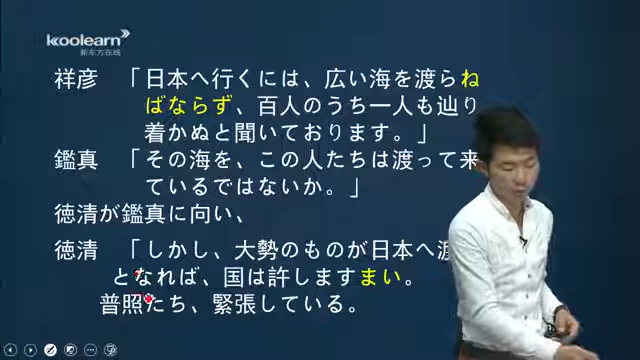 koolearn
新东方在线
祥彦 「日本へ行くには、広い海を渡らね
ばならず、百人のうち一人も辿り
着かぬと聞いております。」
鑑真 「その海を、この人たちは渡って来
ているではないか。」
徳清が鑑真に向い、
徳清 「しかし、大勢のものが日本へ渡
となれば、国は許しますまい。
普照たち、緊張している。